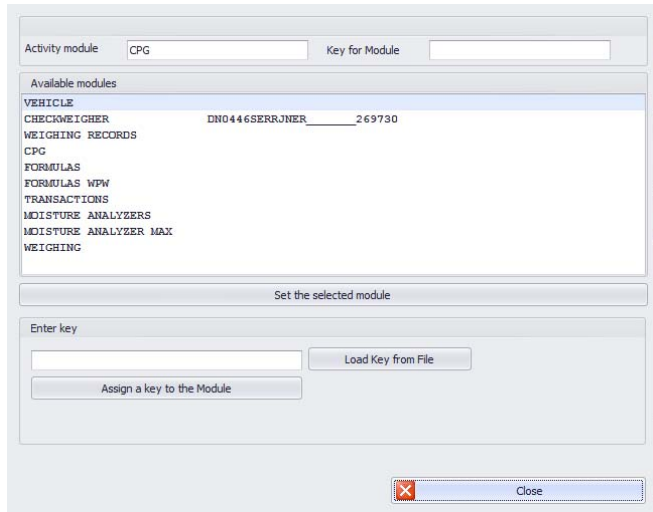 Activity module CPG Key for Module
Available modules
VEHICLE
CHECKWEIGHER DN0446SERRJNER_______269730
WEIGHING RECORDS
CPG
FORMULAS
FORMULAS WPW
TRANSACTIONS
MOISTURE ANALYZERS
MOISTURE ANALYZER MAX
WEIGHING
Set the selected module
Enter key
Load Key from File
Assign a key to the Module
Close